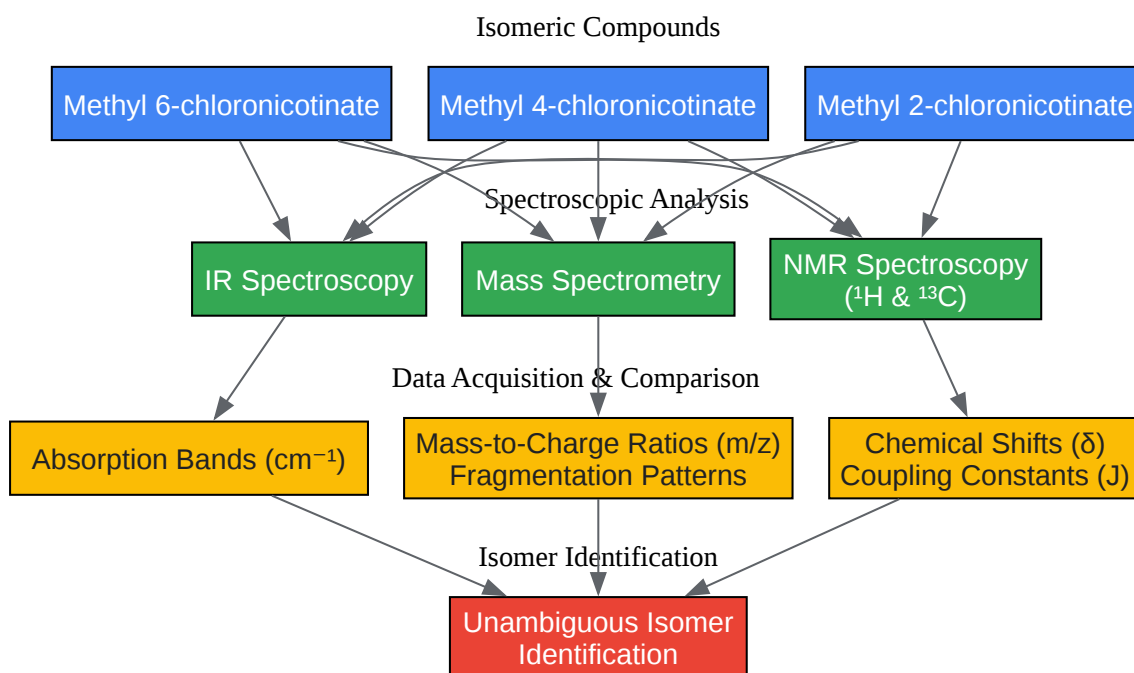 Isomeric Compounds
Methyl 6-chloronicotinate
Methyl 4-chloronicotinate
Methyl 2-chloronicotinate
Spectroscopic Analysis
IR Spectroscopy
Mass Spectrometry
NMR Spectroscopy
(¹H & ¹³C)
Data Acquisition & Comparison
Absorption Bands (cm⁻¹)
Mass-to-Charge Ratios (m/z)
Fragmentation Patterns
Chemical Shifts (δ)
Coupling Constants (J)
Isomer Identification
Unambiguous Isomer
Identification